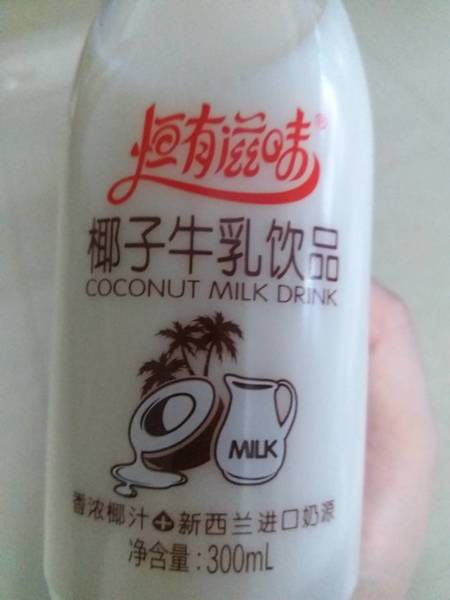 恒有滋味®
椰子牛乳饮品
COCONUT MILK DRINK
MILK
香浓椰汁+新西兰进口奶源
净含量:300mL